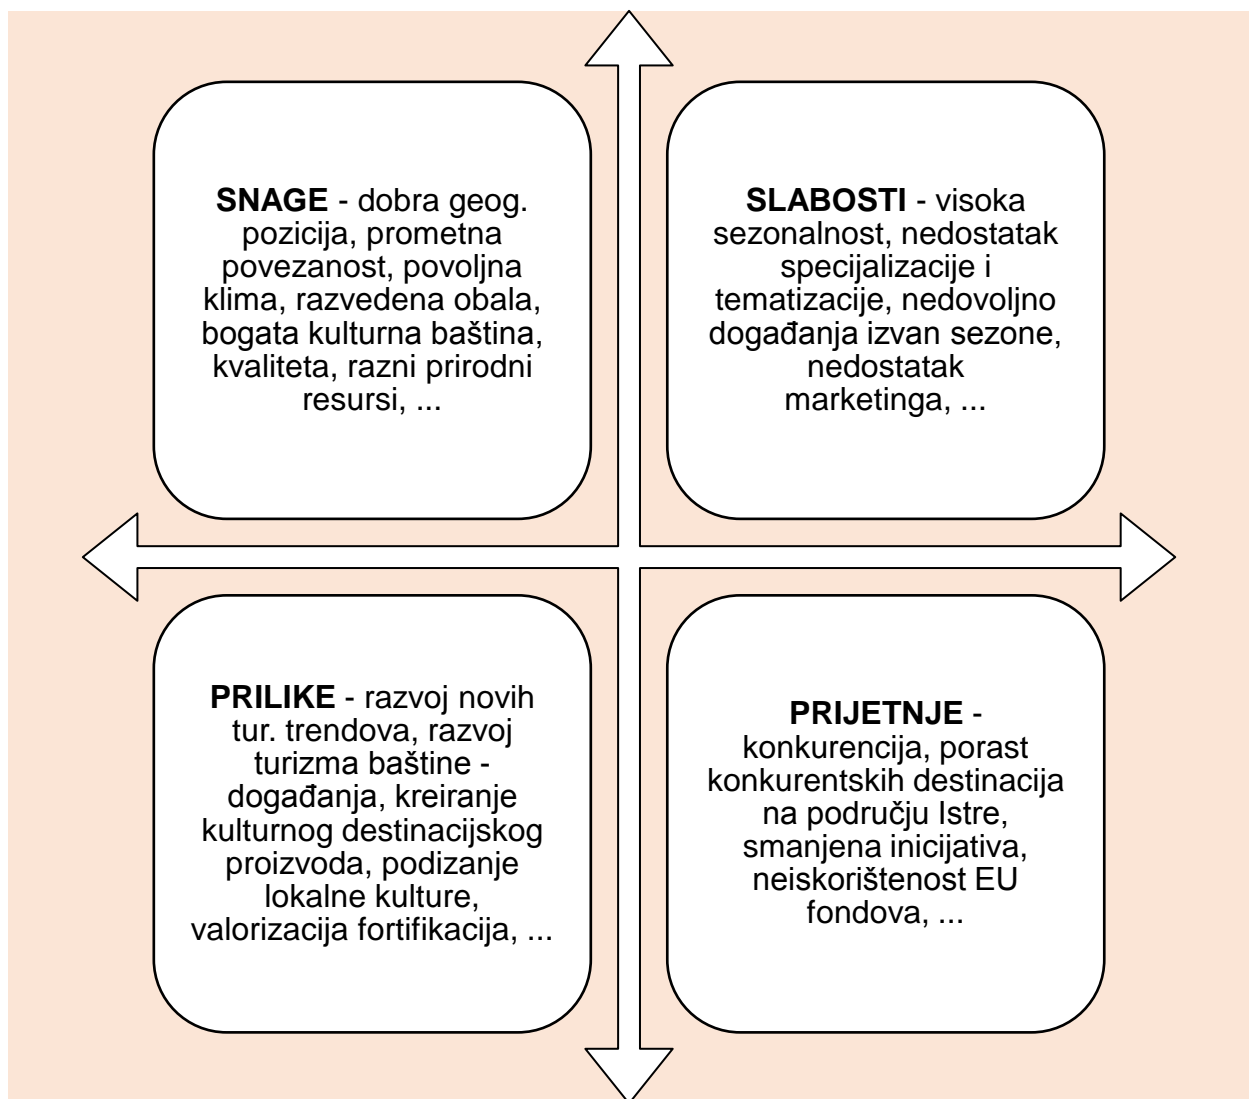 SNAGE - dobra geog.
pozicija, prometna
povezanost, povoljna
klima, razvedena obala,
bogata kulturna baština,
kvaliteta, razni prirodni
resursi, ...
SLABOSTI - visoka
sezonalnost, nedostatak
specijalizacije i
tematizacije, nedovoljno
događanja izvan sezone,
nedostatak
marketinga, ...
PRILIKE - razvoj novih
tur. trendova, razvoj
turizma baštine -
događanja, kreiranje
kulturnog destinacijskog
proizvoda, podizanje
lokalne kulture,
valorizacija fortifikacija, ...
PRIJETNJE -
konkurencija, porast
konkurentskih destinacija
na području Istre,
smanjena inicijativa,
neiskorištenost EU
fondova, ...